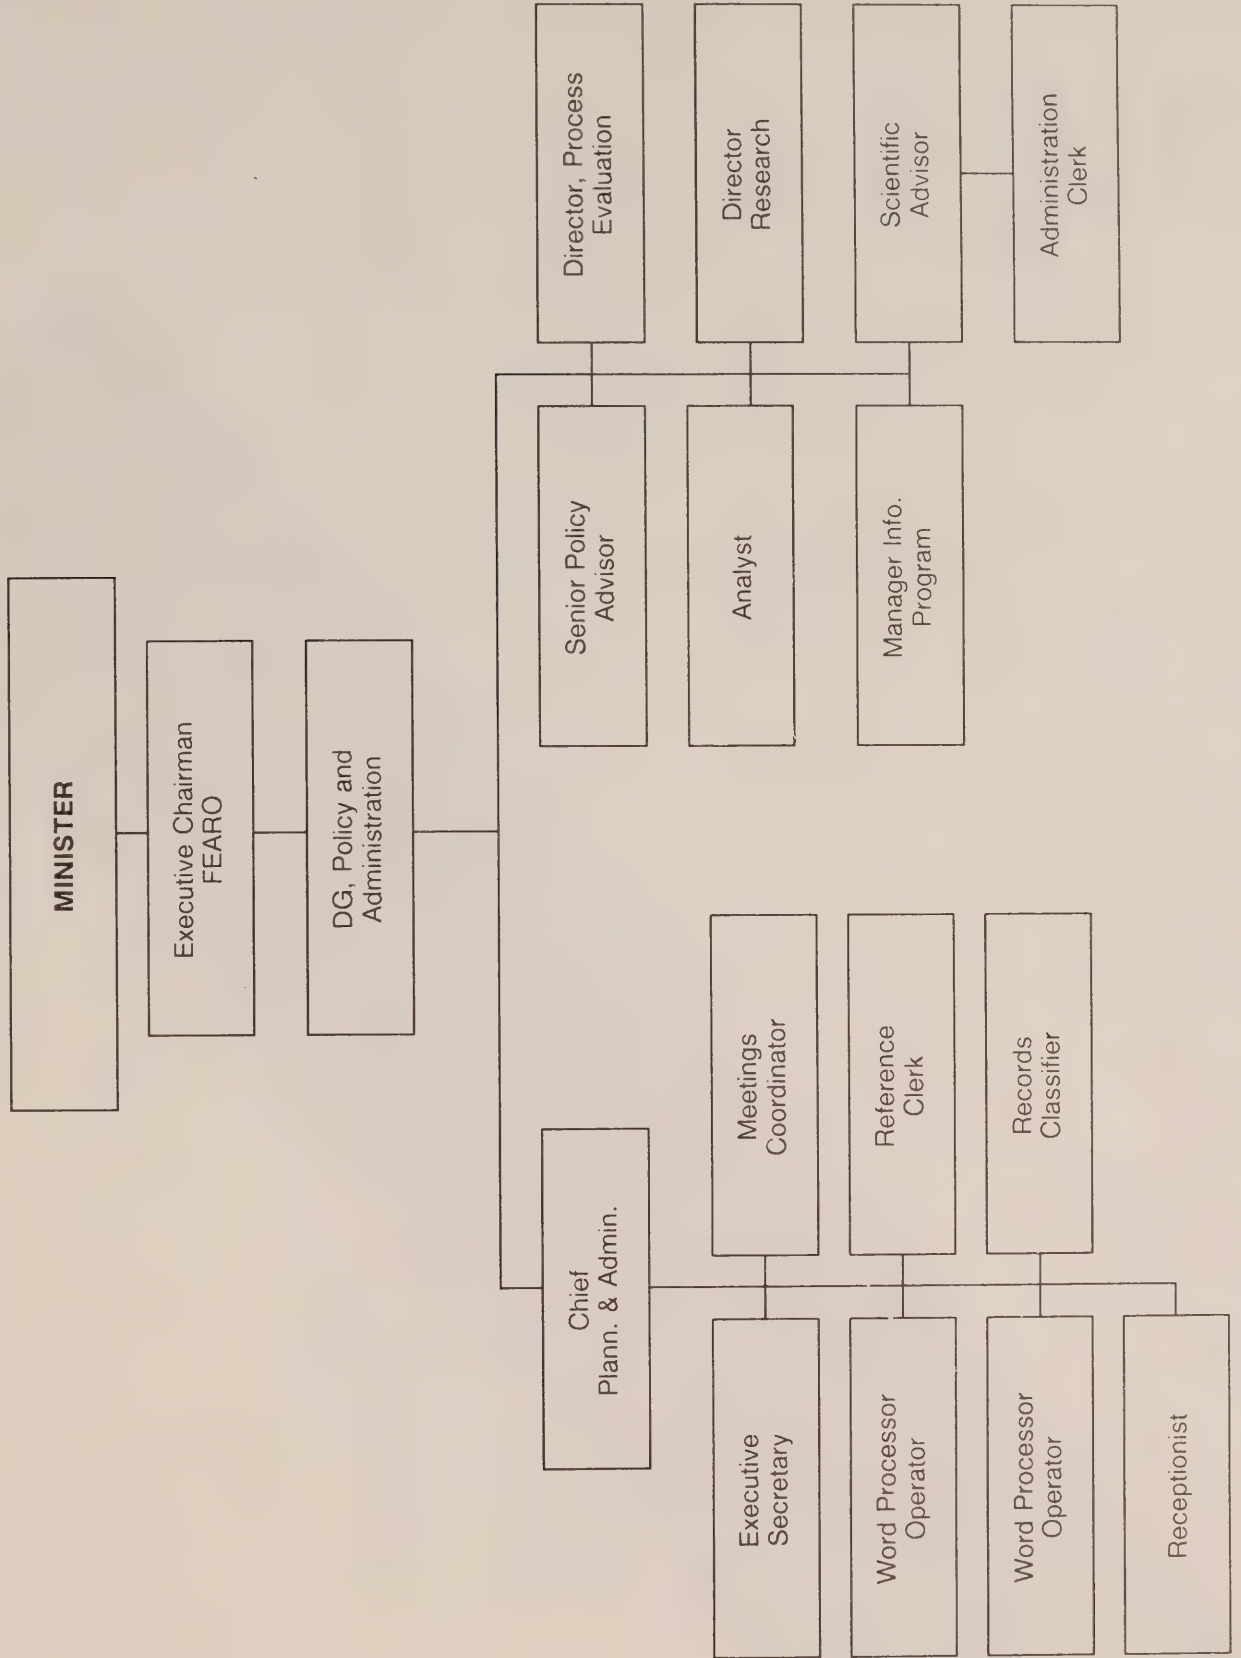 MINISTER
Executive Chairman
FEARO
DG, Policy and
Administration
Chief
Plann. & Admin.
Executive
Secretary
Meetings
Coordinator
Word Processor
Operator
Reference
Clerk
Word Processor
Operator
Records
Classifier
Receptionist
Senior Policy
Advisor
Director, Process
Evaluation
Analyst
Director
Research
Manager Info.
Program
Scientific
Advisor
Administration
Clerk